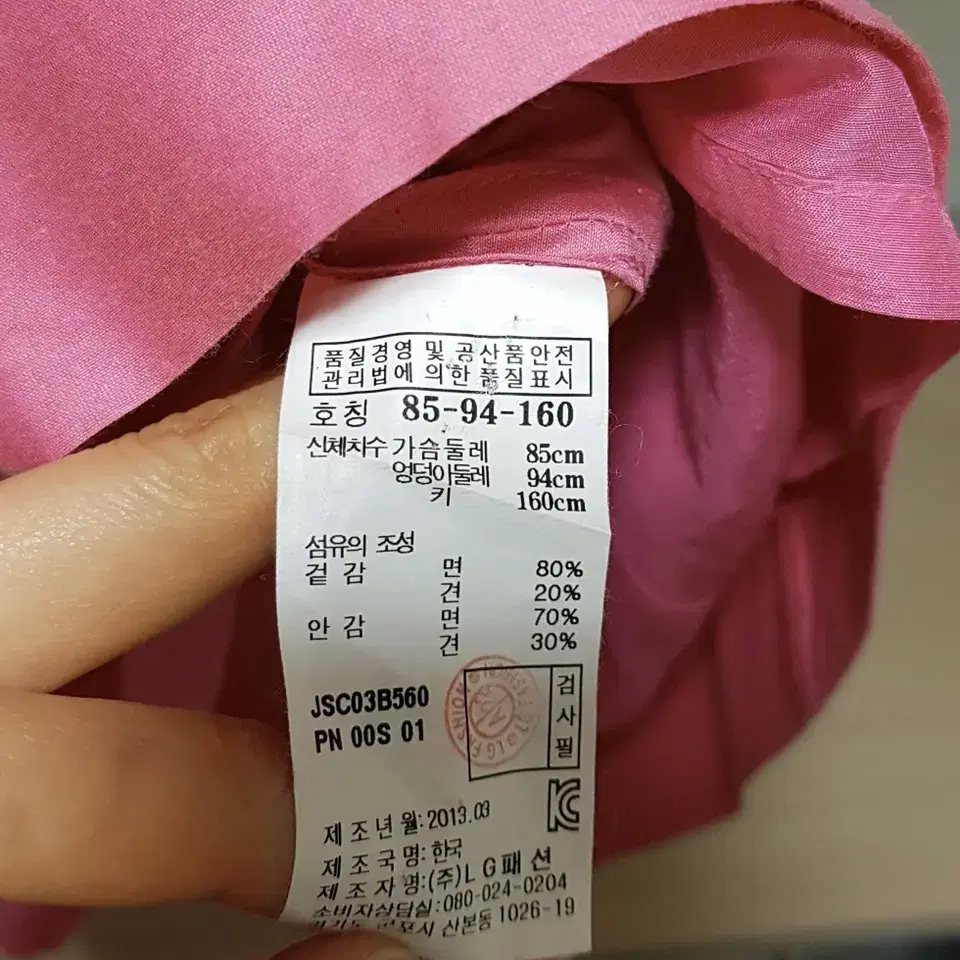 품질경영 및 공산품안전
관리법에 의한 품질표시
호칭 85-94-160
신체치수 가슴둘레 85cm
엉덩이둘레 94cm
키 160cm
섬유의 조성
겉감 면 80%
견 20%
안감 면 70%
견 30%
JSC03B560
PN 00S 01
검사필
제조년월:2013.03
제조국명:한국
제조자명:(주)LG패션
소비자상담실:080-024-0204
군포시 산본동 1026-19